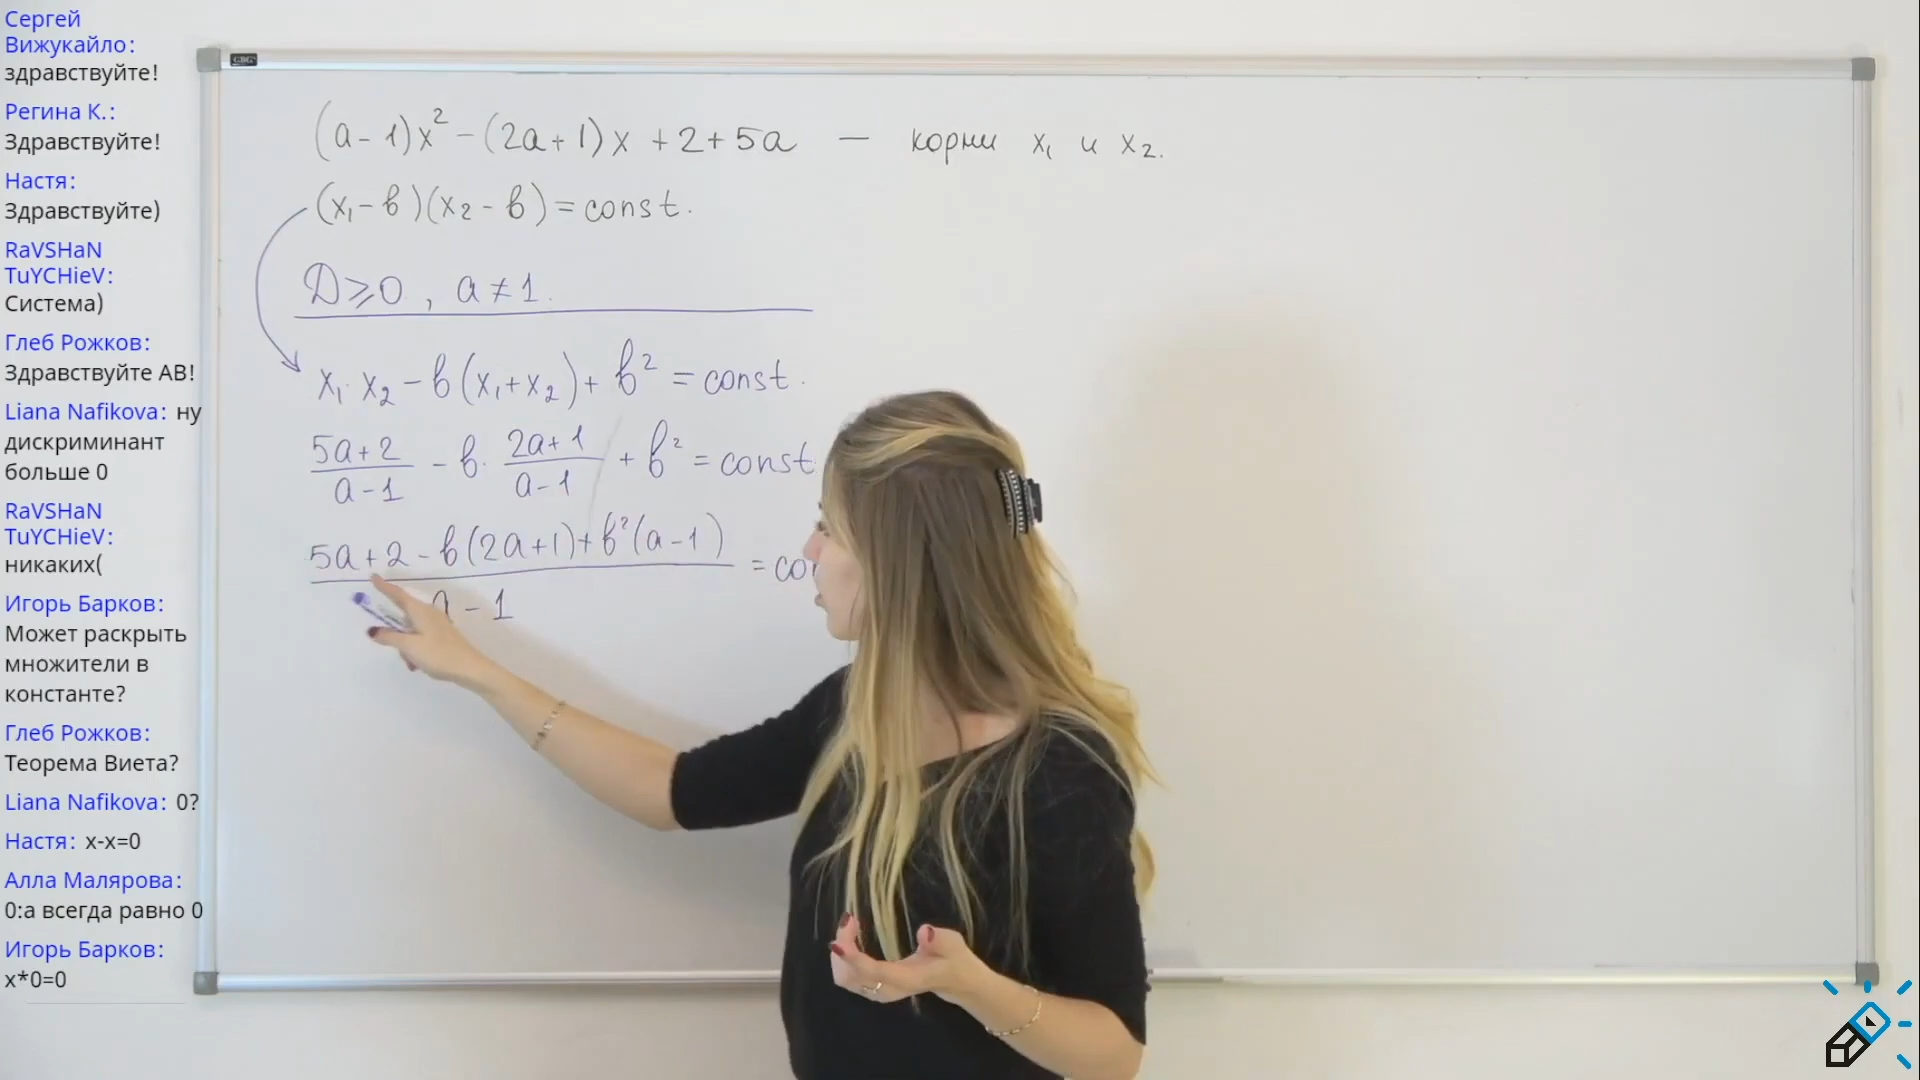 Сергей
Вижукайло:
здравствуйте!
Регина К.:
Здравствуйте!
Настя:
Здравствуйте)
RaVSHaN
TuYCHieV:
Система)
Глеб Рожков:
Здравствуйте АВ!
Liana Nafikova: ну
дискриминант
больше 0
RaVSHaN
TuYCHieV:
никаких(
Игорь Барков:
Может раскрыть
множители в
константе?
Глеб Рожков:
Теорема Виета?
Liana Nafikova: 0?
Настя: x-x=0
Алла Малярова:
0:а всегда равно 0
Игорь Барков:
x*0=0
(a-1)x² - (2a+1)x + 2 + 5a — корни x₁ и x₂.
(x₁ - в)(x₂ - в) = const.
D ⩾ 0, a ≠ 1.
x₁·x₂ - в(x₁+x₂) + в² = const.
(5a+2)/(a-1) - в·(2a+1)/(a-1) + в² = const
(5a+2 - в(2a+1) + в²(a-1))/(a-1) =